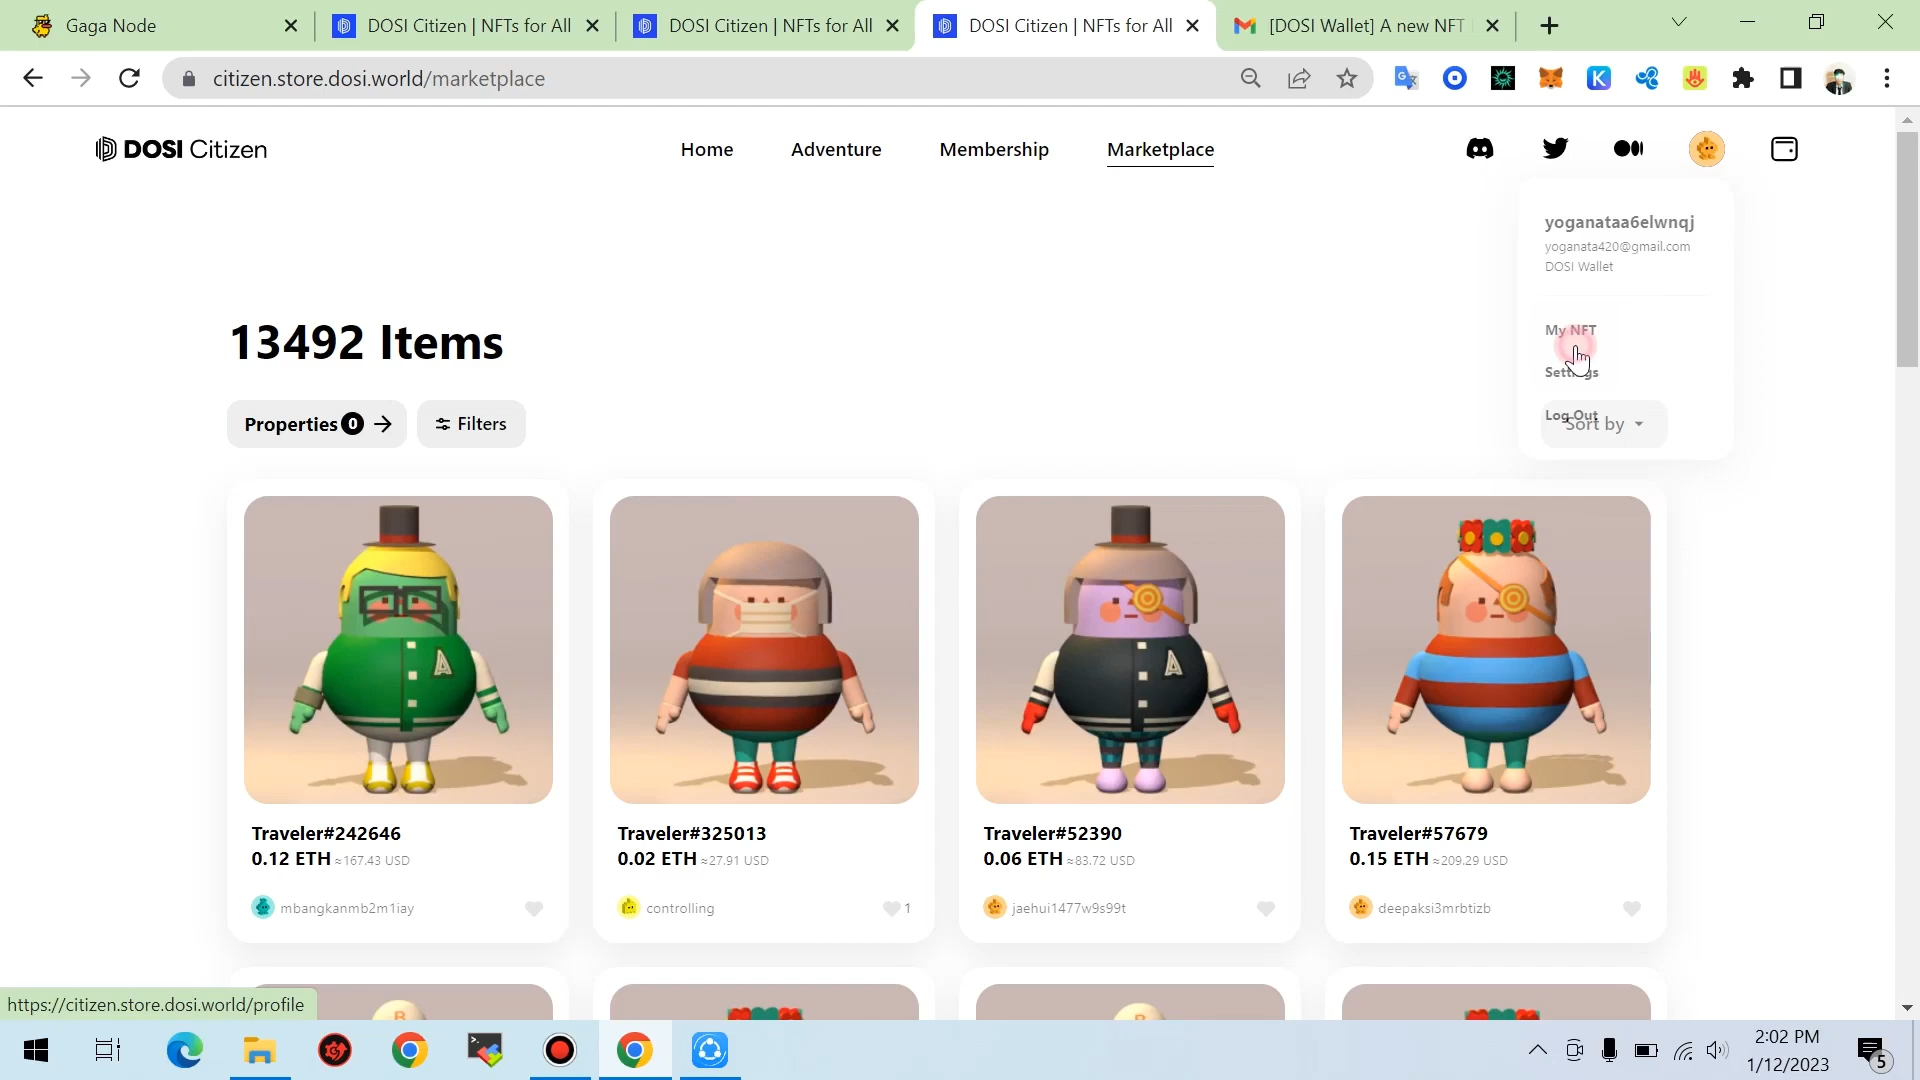 Gaga Node
DOSI Citizen | NFTs for All
DOSI Citizen | NFTs for All
DOSI Citizen | NFTs for All
[DOSI Wallet] A new NFT
citizen.store.dosi.world/marketplace
DOSI Citizen
Home
Adventure
Membership
Marketplace
yoganataa6elwnqj
yoganata420@gmail.com
DOSI Wallet
My NFT
Settings
Log Out
13492 Items
Properties 0
Filters
Sort by
A
A
Traveler#242646
0.12 ETH ≈167.43 USD
mbangkanmb2m1iay
Traveler#325013
0.02 ETH ≈27.91 USD
controlling
1
Traveler#52390
0.06 ETH ≈83.72 USD
jaehui1477w9s99t
Traveler#57679
0.15 ETH ≈209.29 USD
deepaksi3mrbtizb
B
B
https://citizen.store.dosi.world/profile
2:02 PM
1/12/2023
5